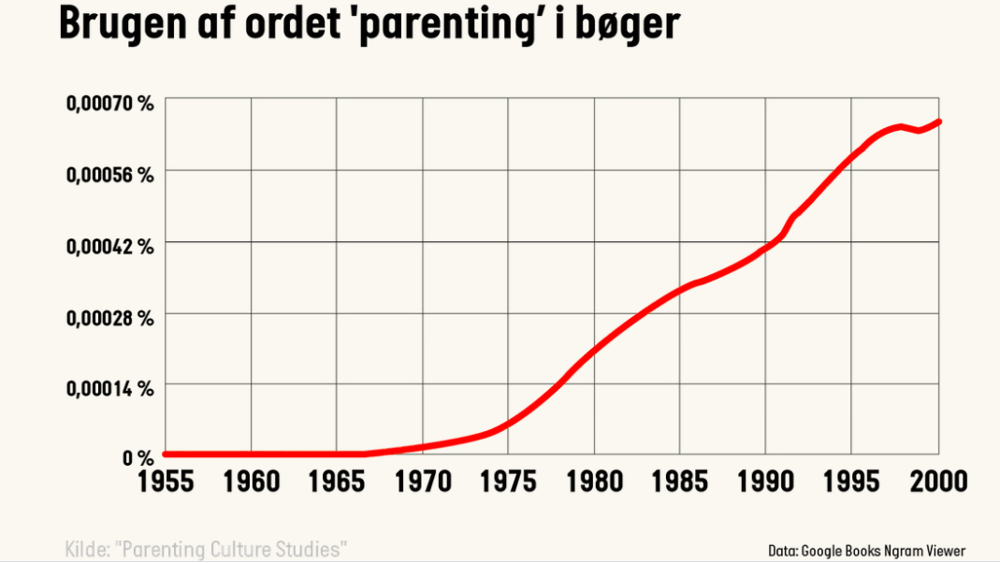 Brugen af ordet 'parenting’ i bøger
0,00070 %
0,00056 %
0,00042 %
0,00028 %
0,00014 %
0 %
1955 1960 1965 1970 1975 1980 1985 1990 1995 2000
Kilde: "Parenting Culture Studies"
Data: Google Books Ngram Viewer